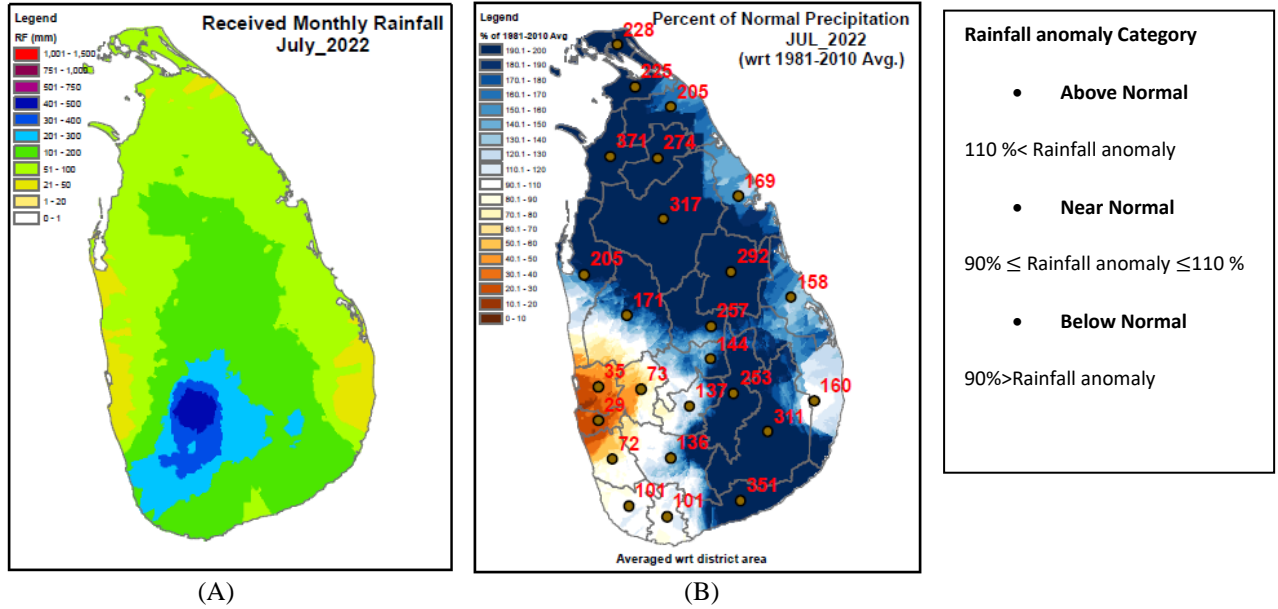 Legend
RF (mm)
1,001 - 1,500
751 - 1,000
501 - 750
401 - 500
301 - 400
201 - 300
101 - 200
51 - 100
21 - 50
1 - 20
0 - 1
Received Monthly Rainfall
July_2022
(A)
Legend
% of 1981-2010 Avg
190.1 - 200
180.1 - 190
170.1 - 180
160.1 - 170
150.1 - 160
140.1 - 150
130.1 - 140
120.1 - 130
110.1 - 120
90.1 - 110
80.1 - 90
70.1 - 80
60.1 - 70
50.1 - 60
40.1 - 50
30.1 - 40
20.1 - 30
10.1 - 20
0 - 10
Percent of Normal Precipitation
JUL_2022
(wrt 1981-2010 Avg.)
228
225
205
371
274
169
317
205
292
158
171
257
144
35
73
137
253
160
29
311
72
136
101
101
351
Averaged wrt district area
(B)
Rainfall anomaly Category
• Above Normal
110 %< Rainfall anomaly
• Near Normal
90% ≤ Rainfall anomaly ≤110 %
• Below Normal
90%>Rainfall anomaly